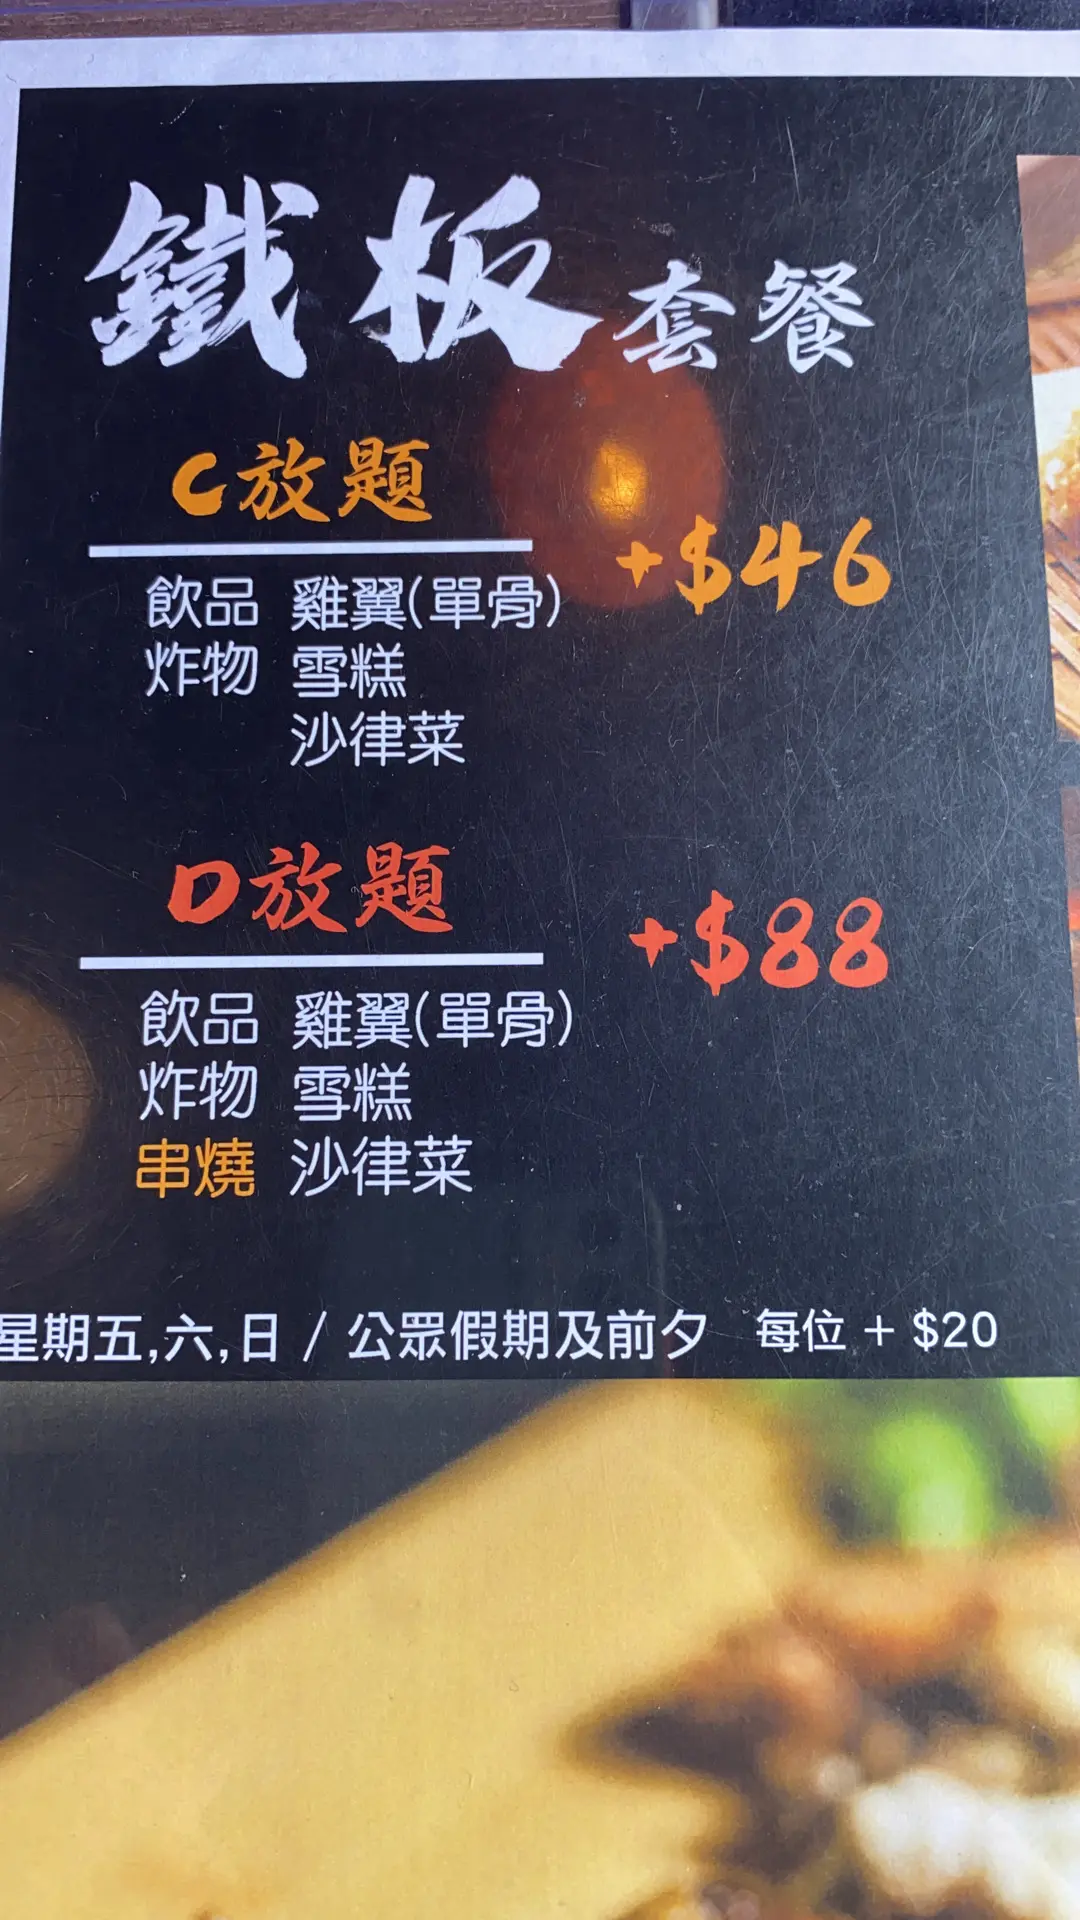 鐵板套餐
C放題
+$46
飲品 雞翼(單骨)
炸物 雪糕
沙律菜
D放題
+$88
飲品 雞翼(單骨)
炸物 雪糕
串燒 沙律菜
星期五,六,日 / 公眾假期及前夕 每位 + $20